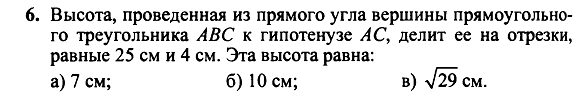 6. Высота, проведенная из прямого угла вершины прямоугольно-
го треугольника ABC к гипотенузе AC, делит ее на отрезки,
равные 25 см и 4 см. Эта высота равна:
а) 7 см; б) 10 см; в) √29 см.